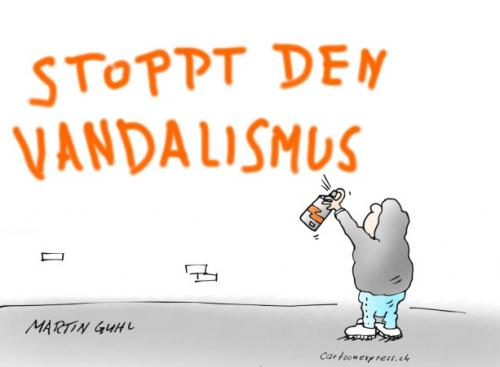 STOPPT DEN
VANDALISMUS
MARTIN GUHL
Cartoonexpress.ch